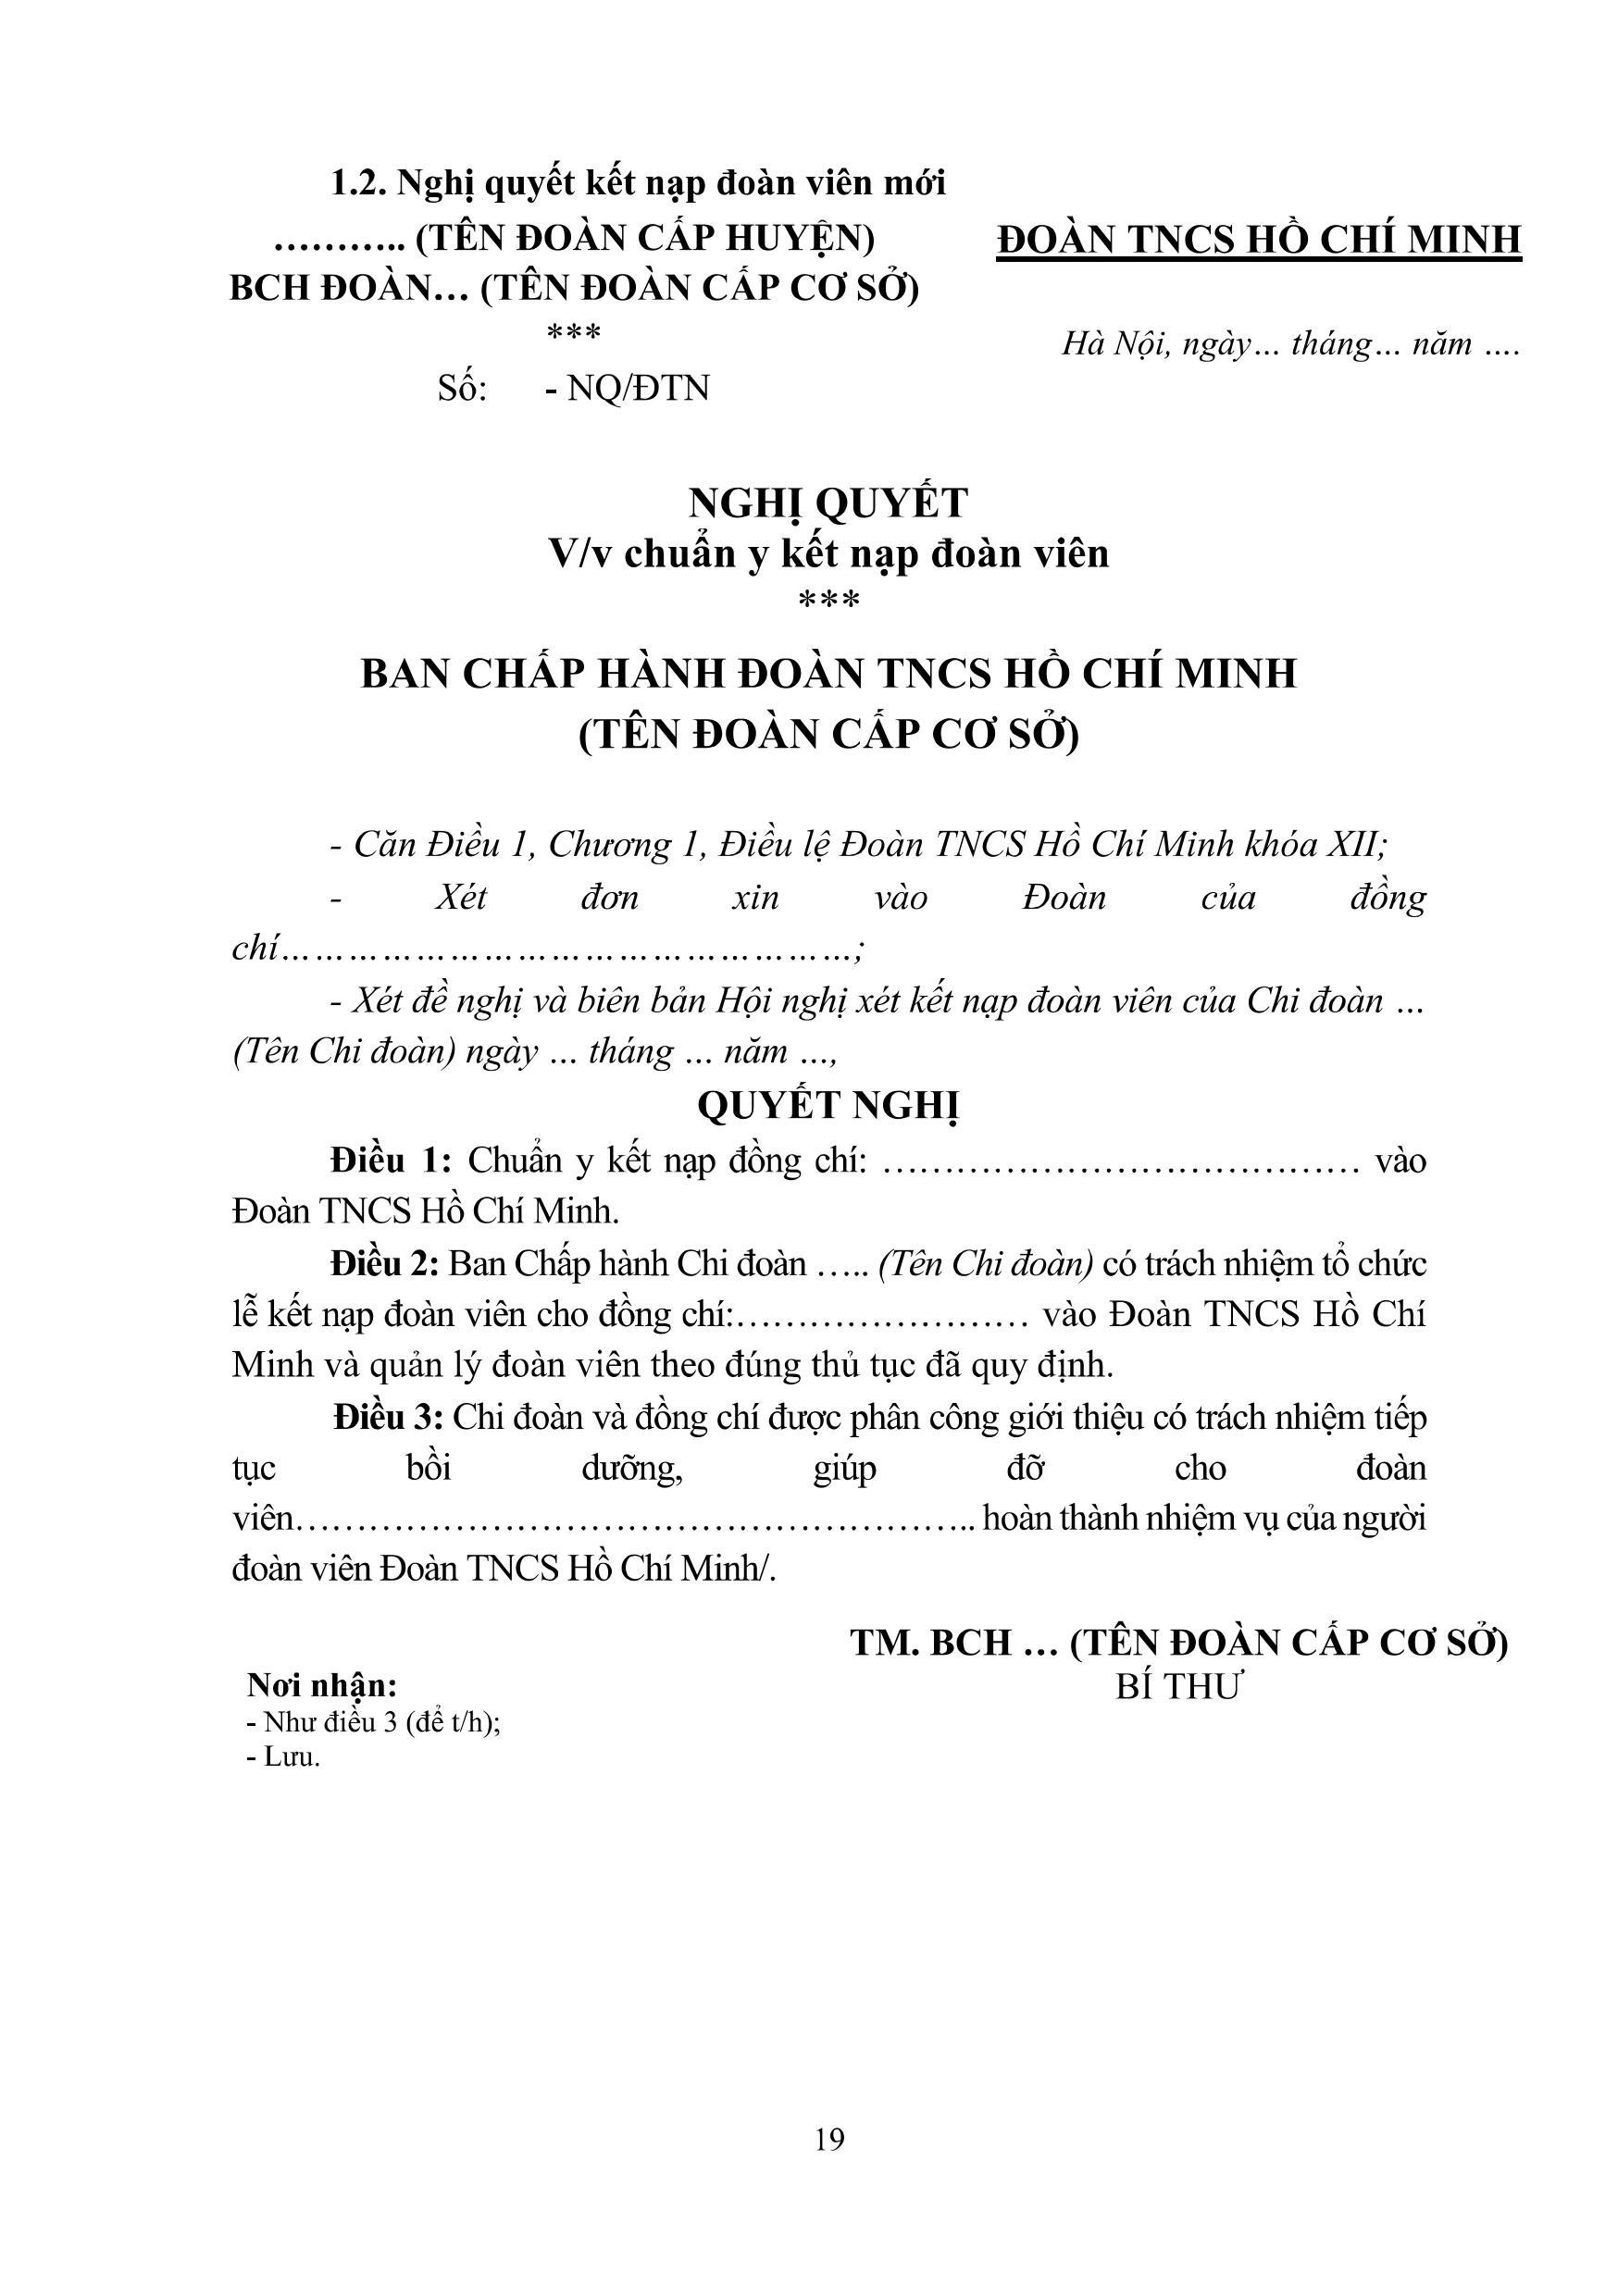 1.2. Nghị quyết kết nạp đoàn viên mới
……….. (TÊN ĐOÀN CẤP HUYỆN)
BCH ĐOÀN… (TÊN ĐOÀN CẤP CƠ SỞ)
***
Số: - NQ/ĐTN
ĐOÀN TNCS HỒ CHÍ MINH
Hà Nội, ngày… tháng… năm ….
NGHỊ QUYẾT
V/v chuẩn y kết nạp đoàn viên
***
BAN CHẤP HÀNH ĐOÀN TNCS HỒ CHÍ MINH
(TÊN ĐOÀN CẤP CƠ SỞ)
- Căn Điều 1, Chương 1, Điều lệ Đoàn TNCS Hồ Chí Minh khóa XII;
- Xét đơn xin vào Đoàn của đồng
chí……………………………………………;
- Xét đề nghị và biên bản Hội nghị xét kết nạp đoàn viên của Chi đoàn …
(Tên Chi đoàn) ngày … tháng … năm …,
QUYẾT NGHỊ
Điều 1: Chuẩn y kết nạp đồng chí: ………………………………… vào
Đoàn TNCS Hồ Chí Minh.
Điều 2: Ban Chấp hành Chi đoàn ….. (Tên Chi đoàn) có trách nhiệm tổ chức
lễ kết nạp đoàn viên cho đồng chí:…………………… vào Đoàn TNCS Hồ Chí
Minh và quản lý đoàn viên theo đúng thủ tục đã quy định.
Điều 3: Chi đoàn và đồng chí được phân công giới thiệu có trách nhiệm tiếp
tục bồi dưỡng, giúp đỡ cho đoàn
viên……………………………………………….. hoàn thành nhiệm vụ của người
đoàn viên Đoàn TNCS Hồ Chí Minh/.
TM. BCH … (TÊN ĐOÀN CẤP CƠ SỞ)
BÍ THƯ
Nơi nhận:
- Như điều 3 (để t/h);
- Lưu.
19